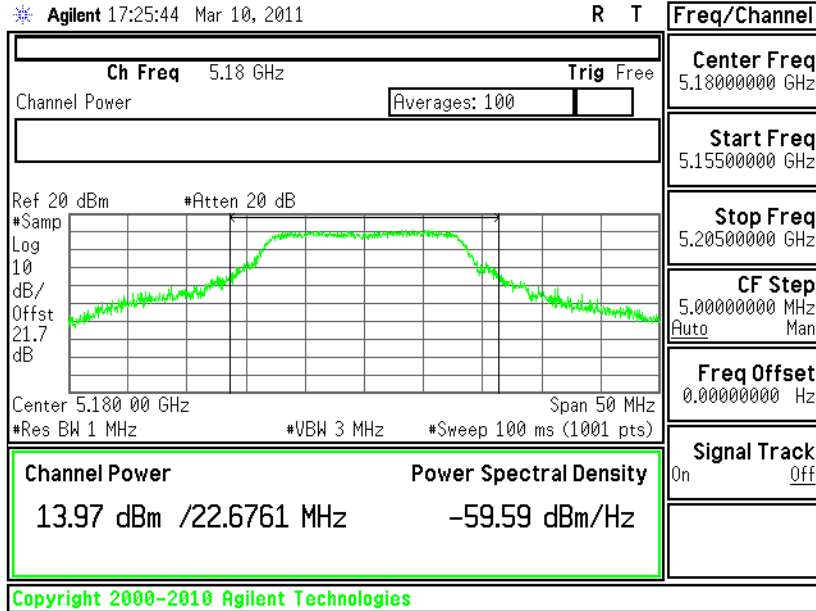 Agilent 17:25:44 Mar 10, 2011 R T
Freq/Channel
Ch Freq 5.18 GHz Trig Free
Channel Power Averages: 100
Center Freq
5.18000000 GHz
Start Freq
5.15500000 GHz
Stop Freq
5.20500000 GHz
CF Step
5.00000000 MHz
Auto Man
Freq Offset
0.00000000 Hz
Signal Track
On Off
Ref 20 dBm #Atten 20 dB
#Samp
Log
10
dB/
Offst
21.7
dB
Center 5.180 00 GHz Span 50 MHz
#Res BW 1 MHz #VBW 3 MHz #Sweep 100 ms (1001 pts)
Channel Power Power Spectral Density
13.97 dBm /22.6761 MHz -59.59 dBm/Hz
Copyright 2000-2010 Agilent Technologies